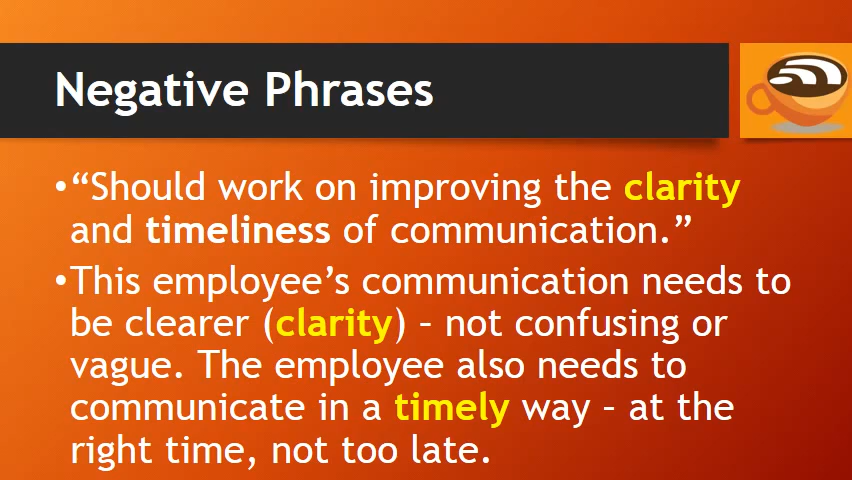 Negative Phrases
•“Should work on improving the clarity
and timeliness of communication.”
•This employee’s communication needs to
be clearer (clarity) – not confusing or
vague. The employee also needs to
communicate in a timely way – at the
right time, not too late.